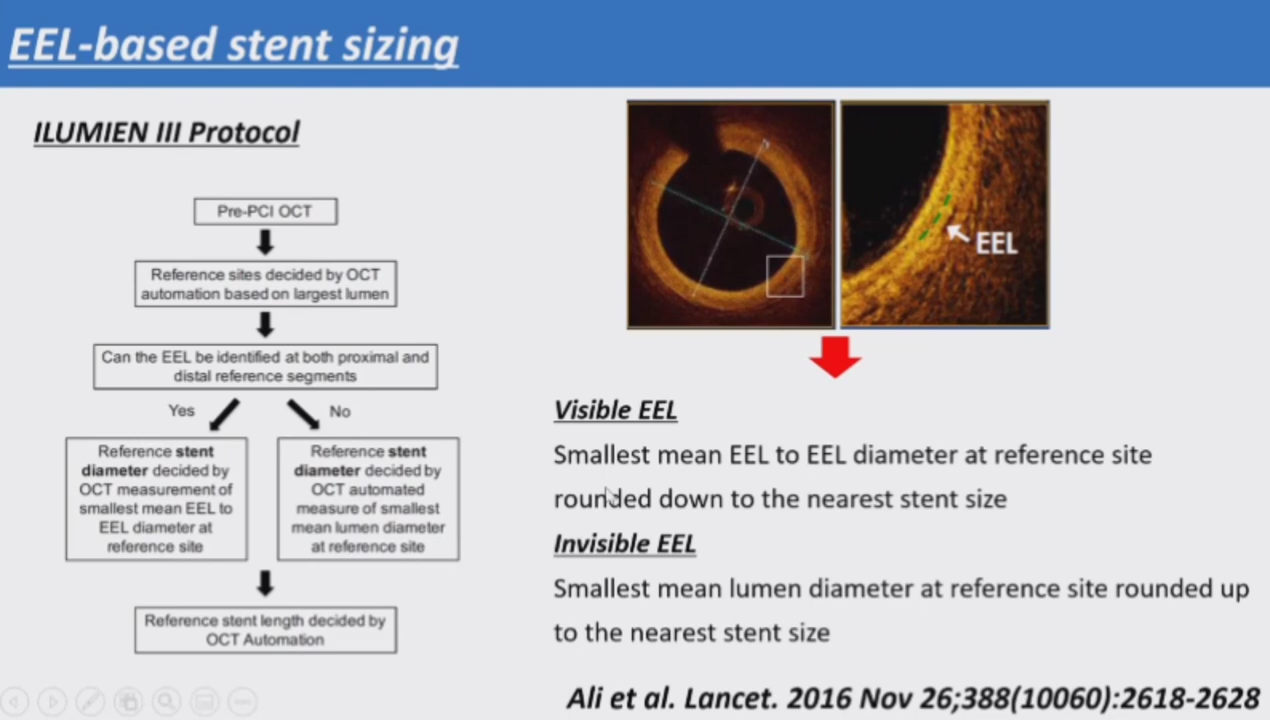 EEL-based stent sizing
ILUMIEN III Protocol
Pre-PCI OCT
Reference sites decided by OCT
automation based on largest lumen
Can the EEL be identified at both proximal and
distal reference segments
Yes
No
Reference stent
diameter decided by
OCT measurement of
smallest mean EEL to
EEL diameter at
reference site
Reference stent
diameter decided by
OCT automated
measure of smallest
mean lumen diameter
at reference site
Reference stent length decided by
OCT Automation
EEL
Visible EEL
Smallest mean EEL to EEL diameter at reference site
rounded down to the nearest stent size
Invisible EEL
Smallest mean lumen diameter at reference site rounded up
to the nearest stent size
Ali et al. Lancet. 2016 Nov 26;388(10060):2618-2628